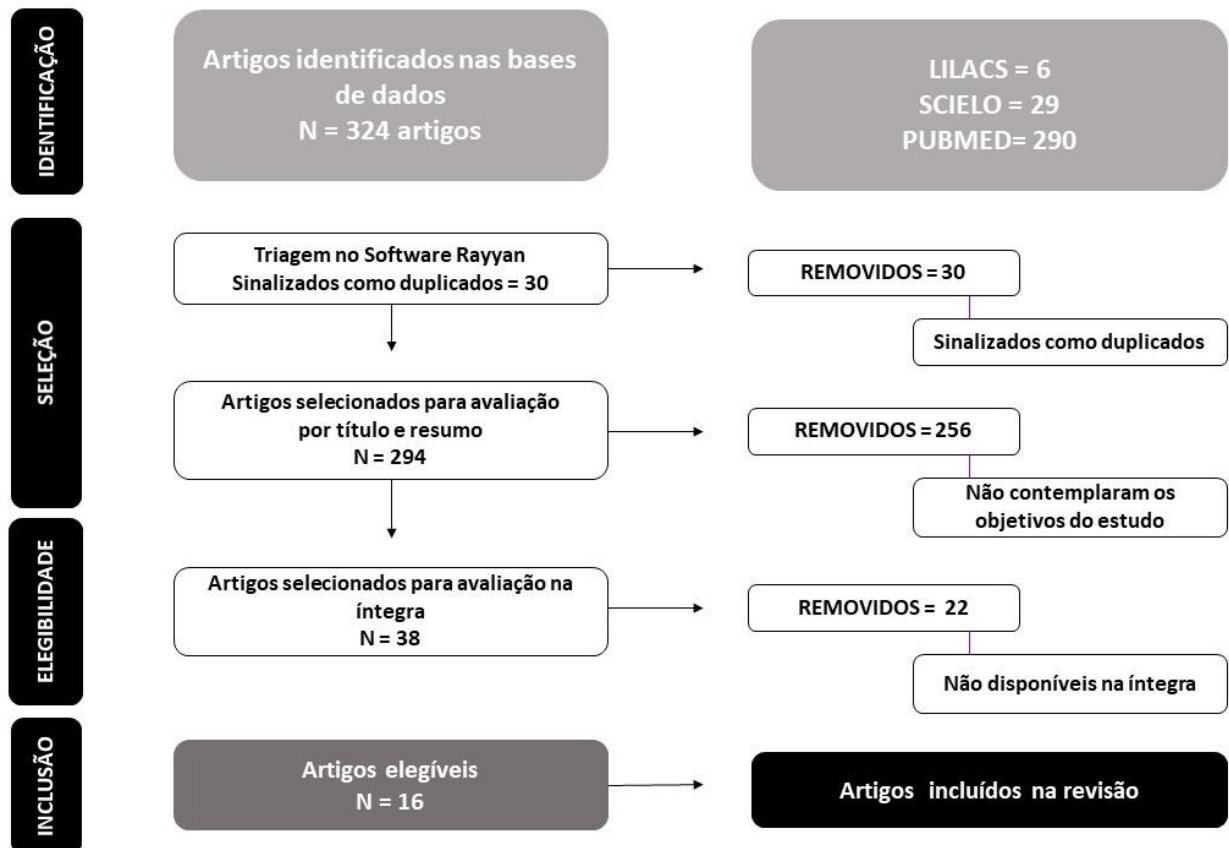 IDENTIFICAÇÃO
Artigos identificados nas bases
de dados
N = 324 artigos
LILACS = 6
SCIELO = 29
PUBMED= 290
SELEÇÃO
Triagem no Software Rayyan
Sinalizados como duplicados = 30
REMOVIDOS = 30
Sinalizados como duplicados
Artigos selecionados para avaliação
por título e resumo
N = 294
REMOVIDOS = 256
Não contemplaram os
objetivos do estudo
ELEGIBILIDADE
Artigos selecionados para avaliação na
íntegra
N = 38
REMOVIDOS = 22
Não disponíveis na íntegra
INCLUSÃO
Artigos elegíveis
N = 16
Artigos incluídos na revisão